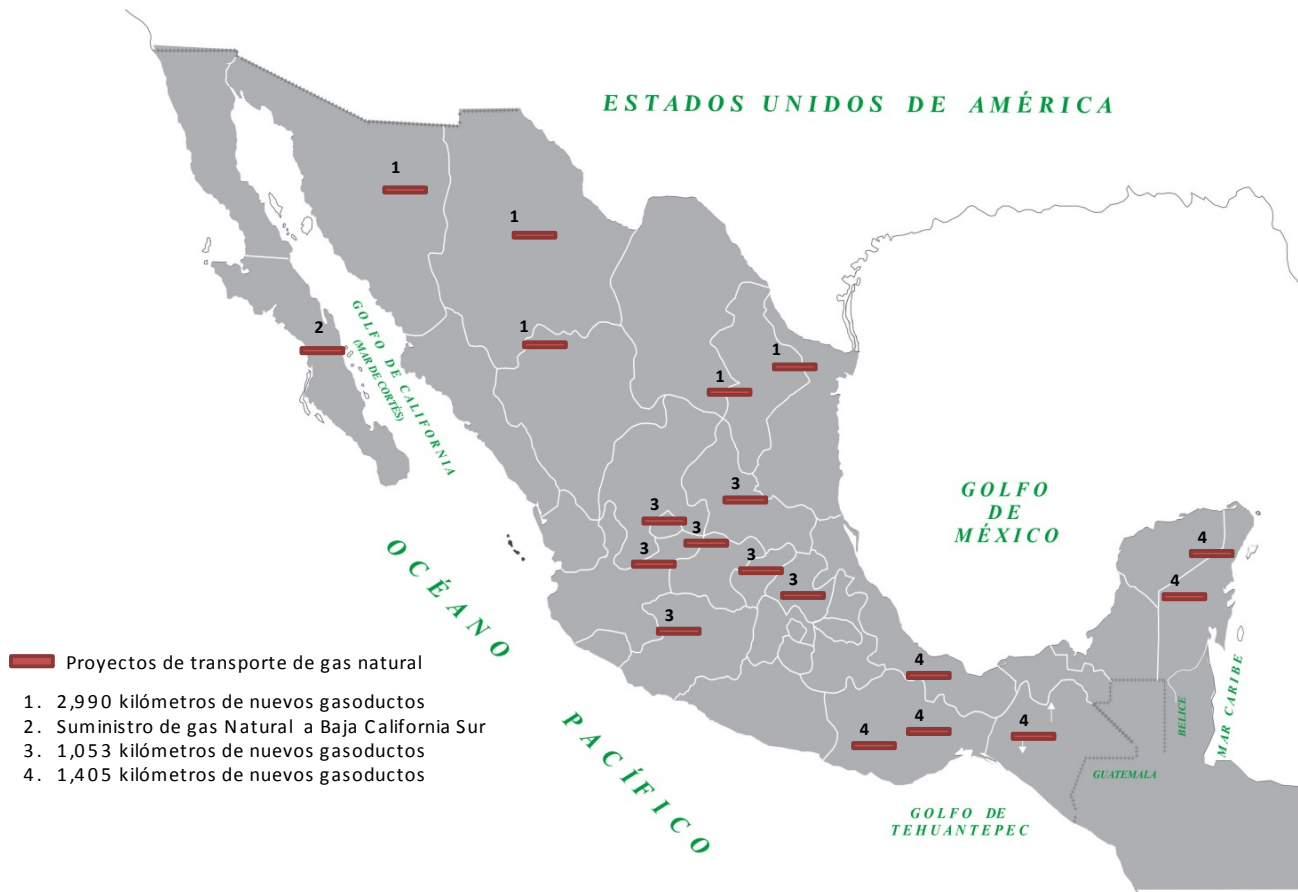 ESTADOS UNIDOS DE AMÉRICA
1
1
2
1
1
1
GOLFO DE CALIFORNIA
(MAR DE CORTÉS)
3
3
3
3
3
3
3
GOLFO
DE
MÉXICO
4
4
OCÉANO
PACÍFICO
4
4
4
4
BELICE
MAR CARIBE
GUATEMALA
GOLFO DE
TEHUANTEPEC
Proyectos de transporte de gas natural
1. 2,990 kilómetros de nuevos gasoductos
2. Suministro de gas Natural a Baja California Sur
3. 1,053 kilómetros de nuevos gasoductos
4. 1,405 kilómetros de nuevos gasoductos